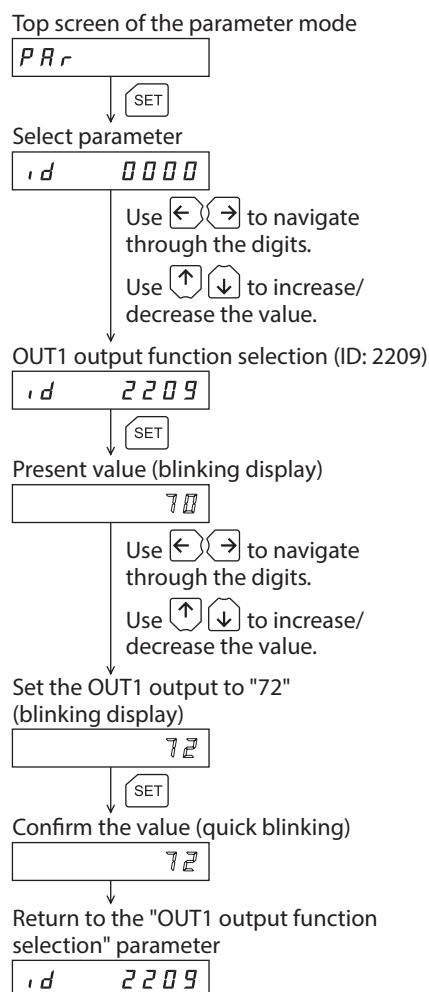 Top screen of the parameter mode
PAr
SET
Select parameter
id 0000
Use ← → to navigate
through the digits.
Use ↑ ↓ to increase/
decrease the value.
OUT1 output function selection (ID: 2209)
id 2209
SET
Present value (blinking display)
70
Use ← → to navigate
through the digits.
Use ↑ ↓ to increase/
decrease the value.
Set the OUT1 output to "72"
(blinking display)
72
SET
Confirm the value (quick blinking)
72
Return to the "OUT1 output function
selection" parameter
id 2209